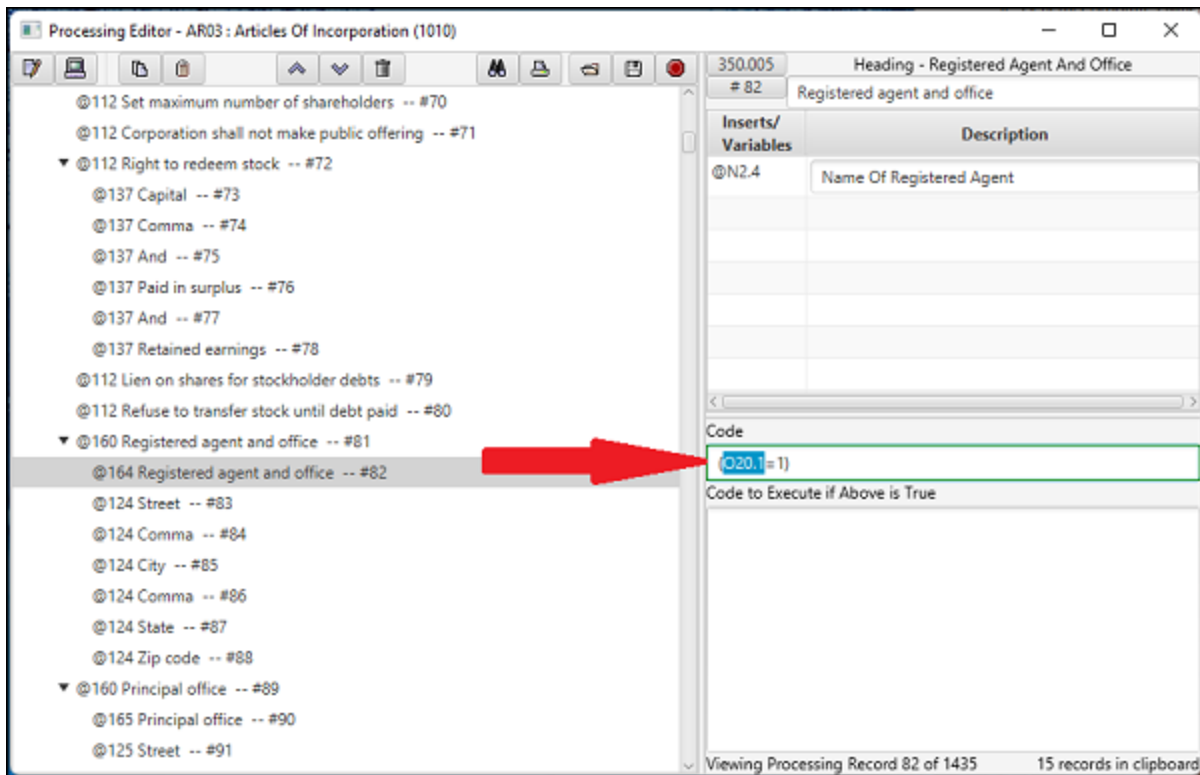 Processing Editor - AR03 : Articles Of Incorporation (1010)
@112 Set maximum number of shareholders -- #70
@112 Corporation shall not make public offering -- #71
@112 Right to redeem stock -- #72
@137 Capital -- #73
@137 Comma -- #74
@137 And -- #75
@137 Paid in surplus -- #76
@137 And -- #77
@137 Retained earnings -- #78
@112 Lien on shares for stockholder debts -- #79
@112 Refuse to transfer stock until debt paid -- #80
@160 Registered agent and office -- #81
@164 Registered agent and office -- #82
@124 Street -- #83
@124 Comma -- #84
@124 City -- #85
@124 Comma -- #86
@124 State -- #87
@124 Zip code -- #88
@160 Principal office -- #89
@165 Principal office -- #90
@125 Street -- #91
350.005 Heading - Registered Agent And Office
# 82 Registered agent and office
Inserts/ Description
Variables
@N2.4 Name Of Registered Agent
Code
(O20.1=1)
Code to Execute if Above is True
Viewing Processing Record 82 of 1435 15 records in clipboard